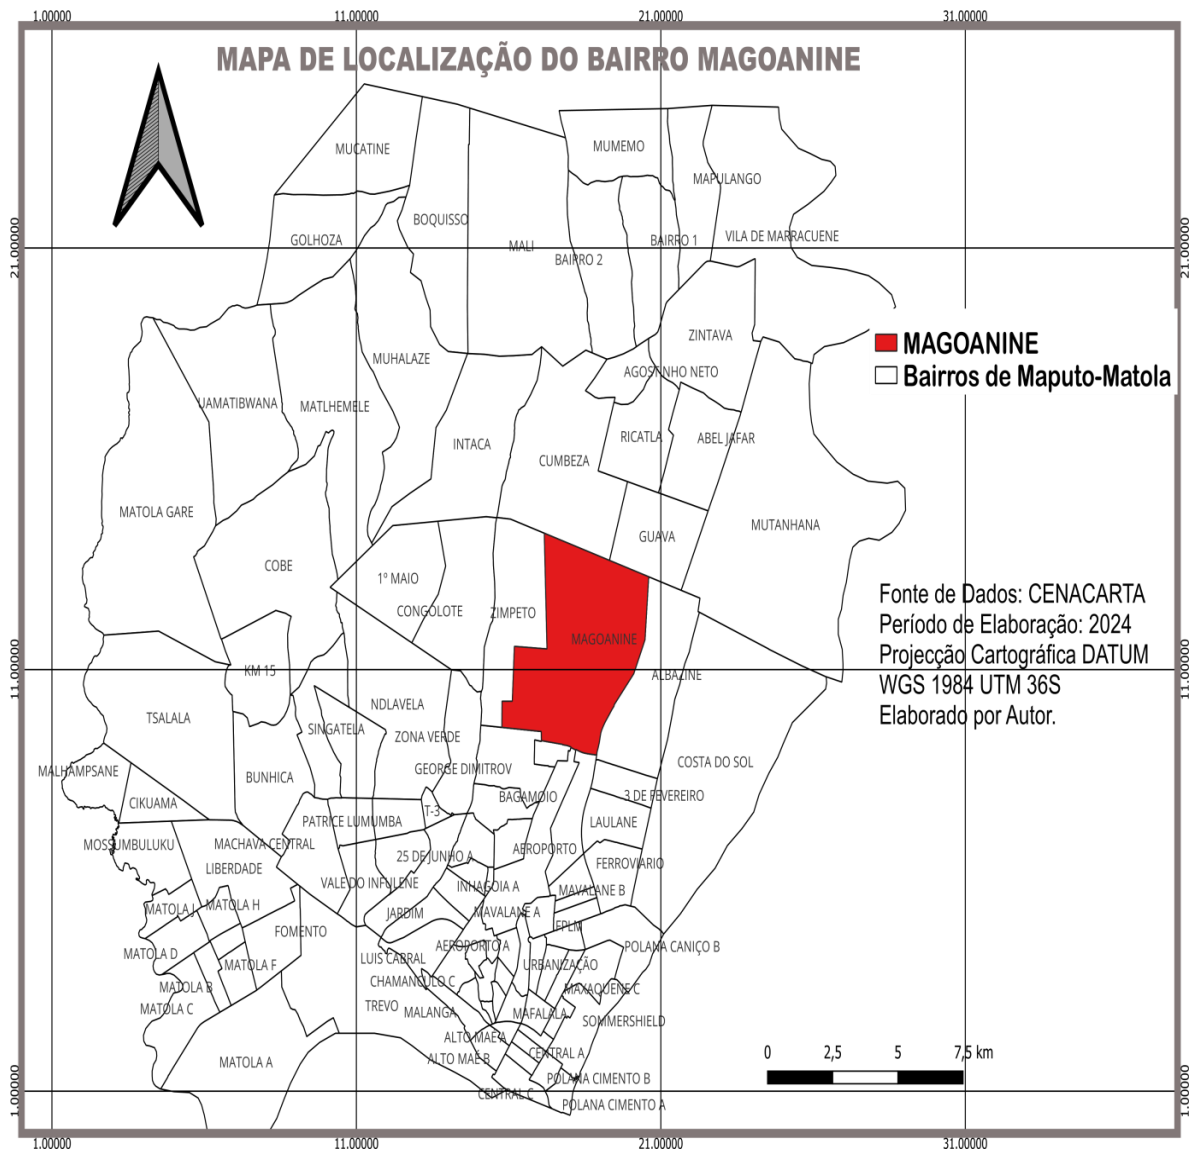 1.00000 11.00000 21.00000 31.00000
MAPA DE LOCALIZAÇÃO DO BAIRRO MAGOANINE
MUCATINE
MUMEMO
MAPULANGO
BOQUISSO
GOLHOZA
MALI
BAIRRO 1
VILA DE MARRACUENE
21.00000
21.00000
BAIPRO 2
ZINTAVA
MAGOANINE
Bairros de Maputo-Matola
MUHALAZE
AGOSTINHO NETO
UAMATIBWANA
MATLHEMELE
INTACA
RICATLA
ABEL JAFAR
CUMBEZA
MATOLA GARE
MUTANHANA
GUAVA
COBE
1º MAIO
CONGOLOTE
ZIMPETO
MAGOANINE
Fonte de Dados: CENACARTA
Período de Elaboração: 2024
Projecção Cartográfica DATUM
WGS 1984 UTM 36S
Elaborado por Autor.
11.00000
11.00000
KM 15
ALBAZINE
TSALALA
NDLAVELA
SINGATELA
ZONA VERDE
COSTA DO SOL
MALHAMPSANE
BUNHICA
GEORGE DIMITROV
CIKUAMA
BAGAMOIO
3 DE FEVEREIRO
T-3
PATRICE LUMUMBA
LAULANE
MOSSUMBULUKU
MACHAVA CENTRAL
AEROPORTO
25 DE JUNHO A
LIBERDADE
FERROVIARIO
VALE DO INFULENE
INHAGOIA A
MAVALANE B
MATOLA J
MATOLA H
JARDIM
MAVALANE A
FPLM
FOMENTO
AEROPORTO A
POLANA CANIÇO B
MATOLA D
LUIS CABRAL
MATOLA F
URBANIZAÇÃO
CHAMANCULO C
MATOLA B
MAXAQUENE C
MATOLA C
TREVO
MALANGA
MAFALALA
SOMMERSHIELD
ALTO MAE A
CENTRAL A
ALTO MAE B
MATOLA A
0 2,5 5 7,5 km
POLANA CIMENTO B
CENTRAL C
POLANA CIMENTO A
1.00000
1.00000
1.00000 11.00000 21.00000 31.00000